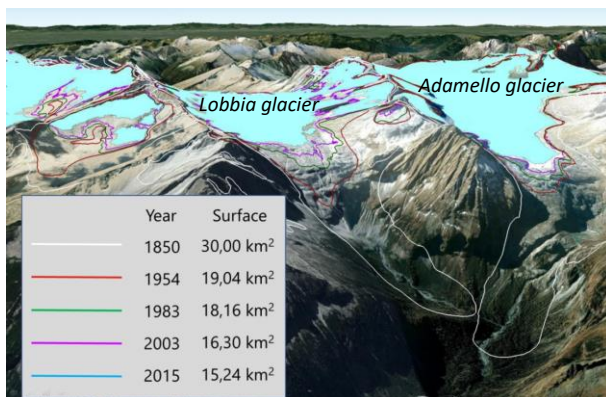 Adamello glacier
Lobbia glacier
Year Surface
1850 30,00 km²
1954 19,04 km²
1983 18,16 km²
2003 16,30 km²
2015 15,24 km²